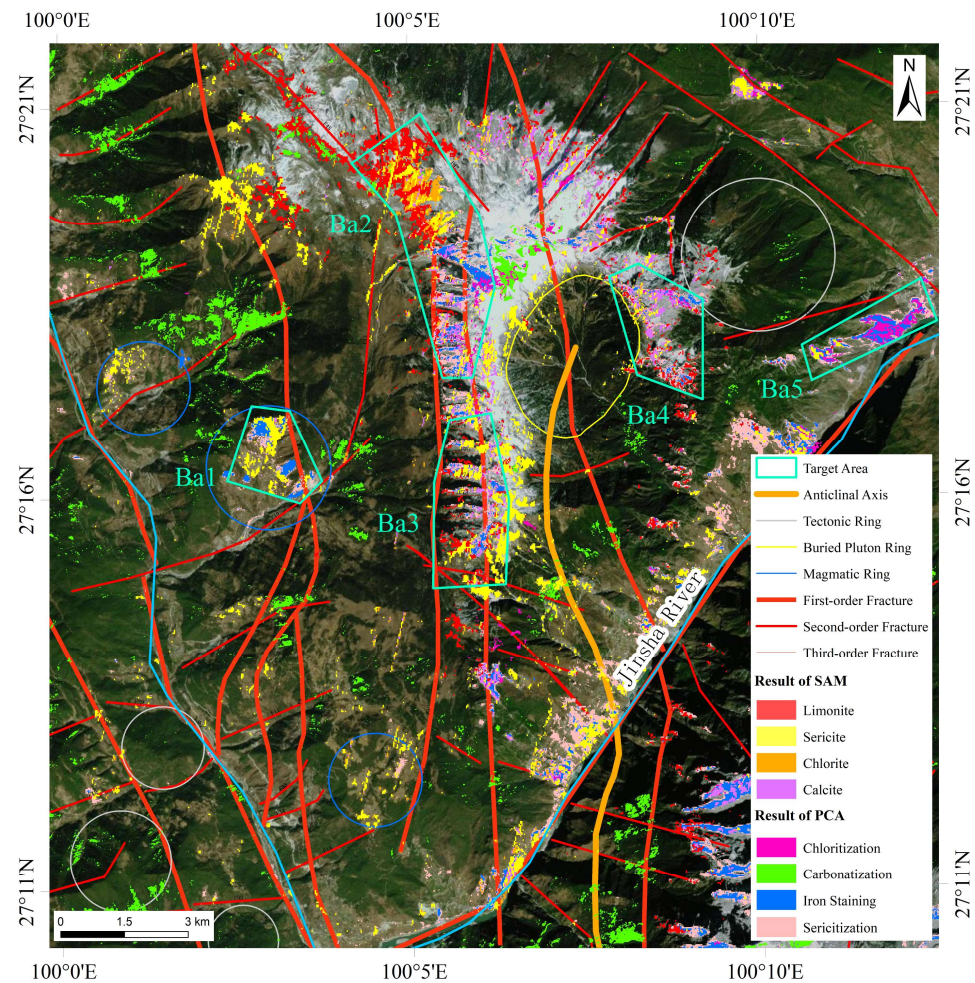 100°0'E 100°5'E 100°10'E
N
27°21'N 27°21'N
Ba2
Ba5
Ba4
Ba1
27°16'N 27°16'N
Ba3
Jinsha River
Target Area
Anticlinal Axis
Tectonic Ring
Buried Pluton Ring
Magmatic Ring
First-order Fracture
Second-order Fracture
Third-order Fracture
Result of SAM
Limonite
Sericite
Chlorite
Calcite
Result of PCA
Chloritization
Carbonatization
Iron Staining
Sericitization
27°11'N 27°11'N
0 1.5 3 km
100°0'E 100°5'E 100°10'E